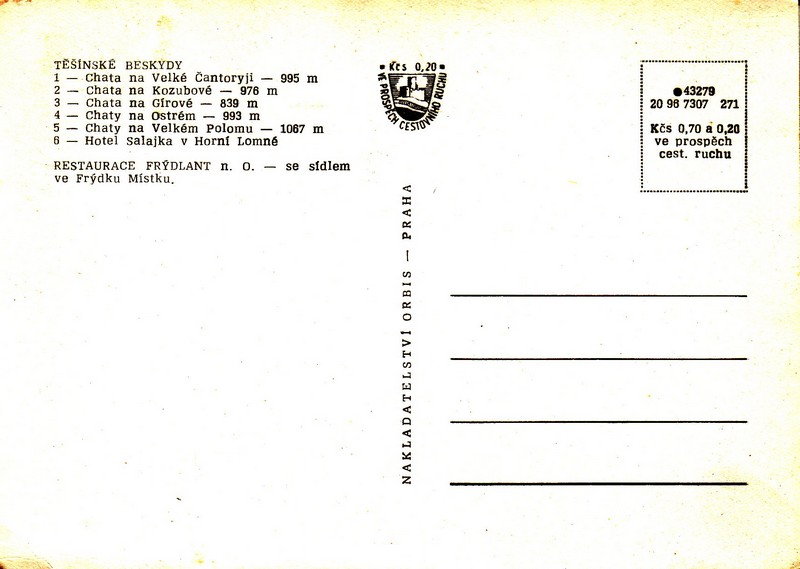 TĚŠÍNSKÉ BESKYDY
1 — Chata na Velké Čantoryji — 995 m
2 — Chata na Kozubové — 976 m
3 — Chata na Gírové — 839 m
4 — Chaty na Ostrém — 993 m
5 — Chaty na Velkém Polomu — 1067 m
6 — Hotel Salajka v Horní Lomné
RESTAURACE FRÝDLANT n. O. — se sídlem
ve Frýdku Místku.
Kčs 0,20
VE PROSPĚCH CESTOVNÍHO RUCHU
NAKLADATELSTVÍ ORBIS — PRAHA
43279
20 96 7307 271
Kčs 0,70 a 0,20
ve prospěch
cest. ruchu